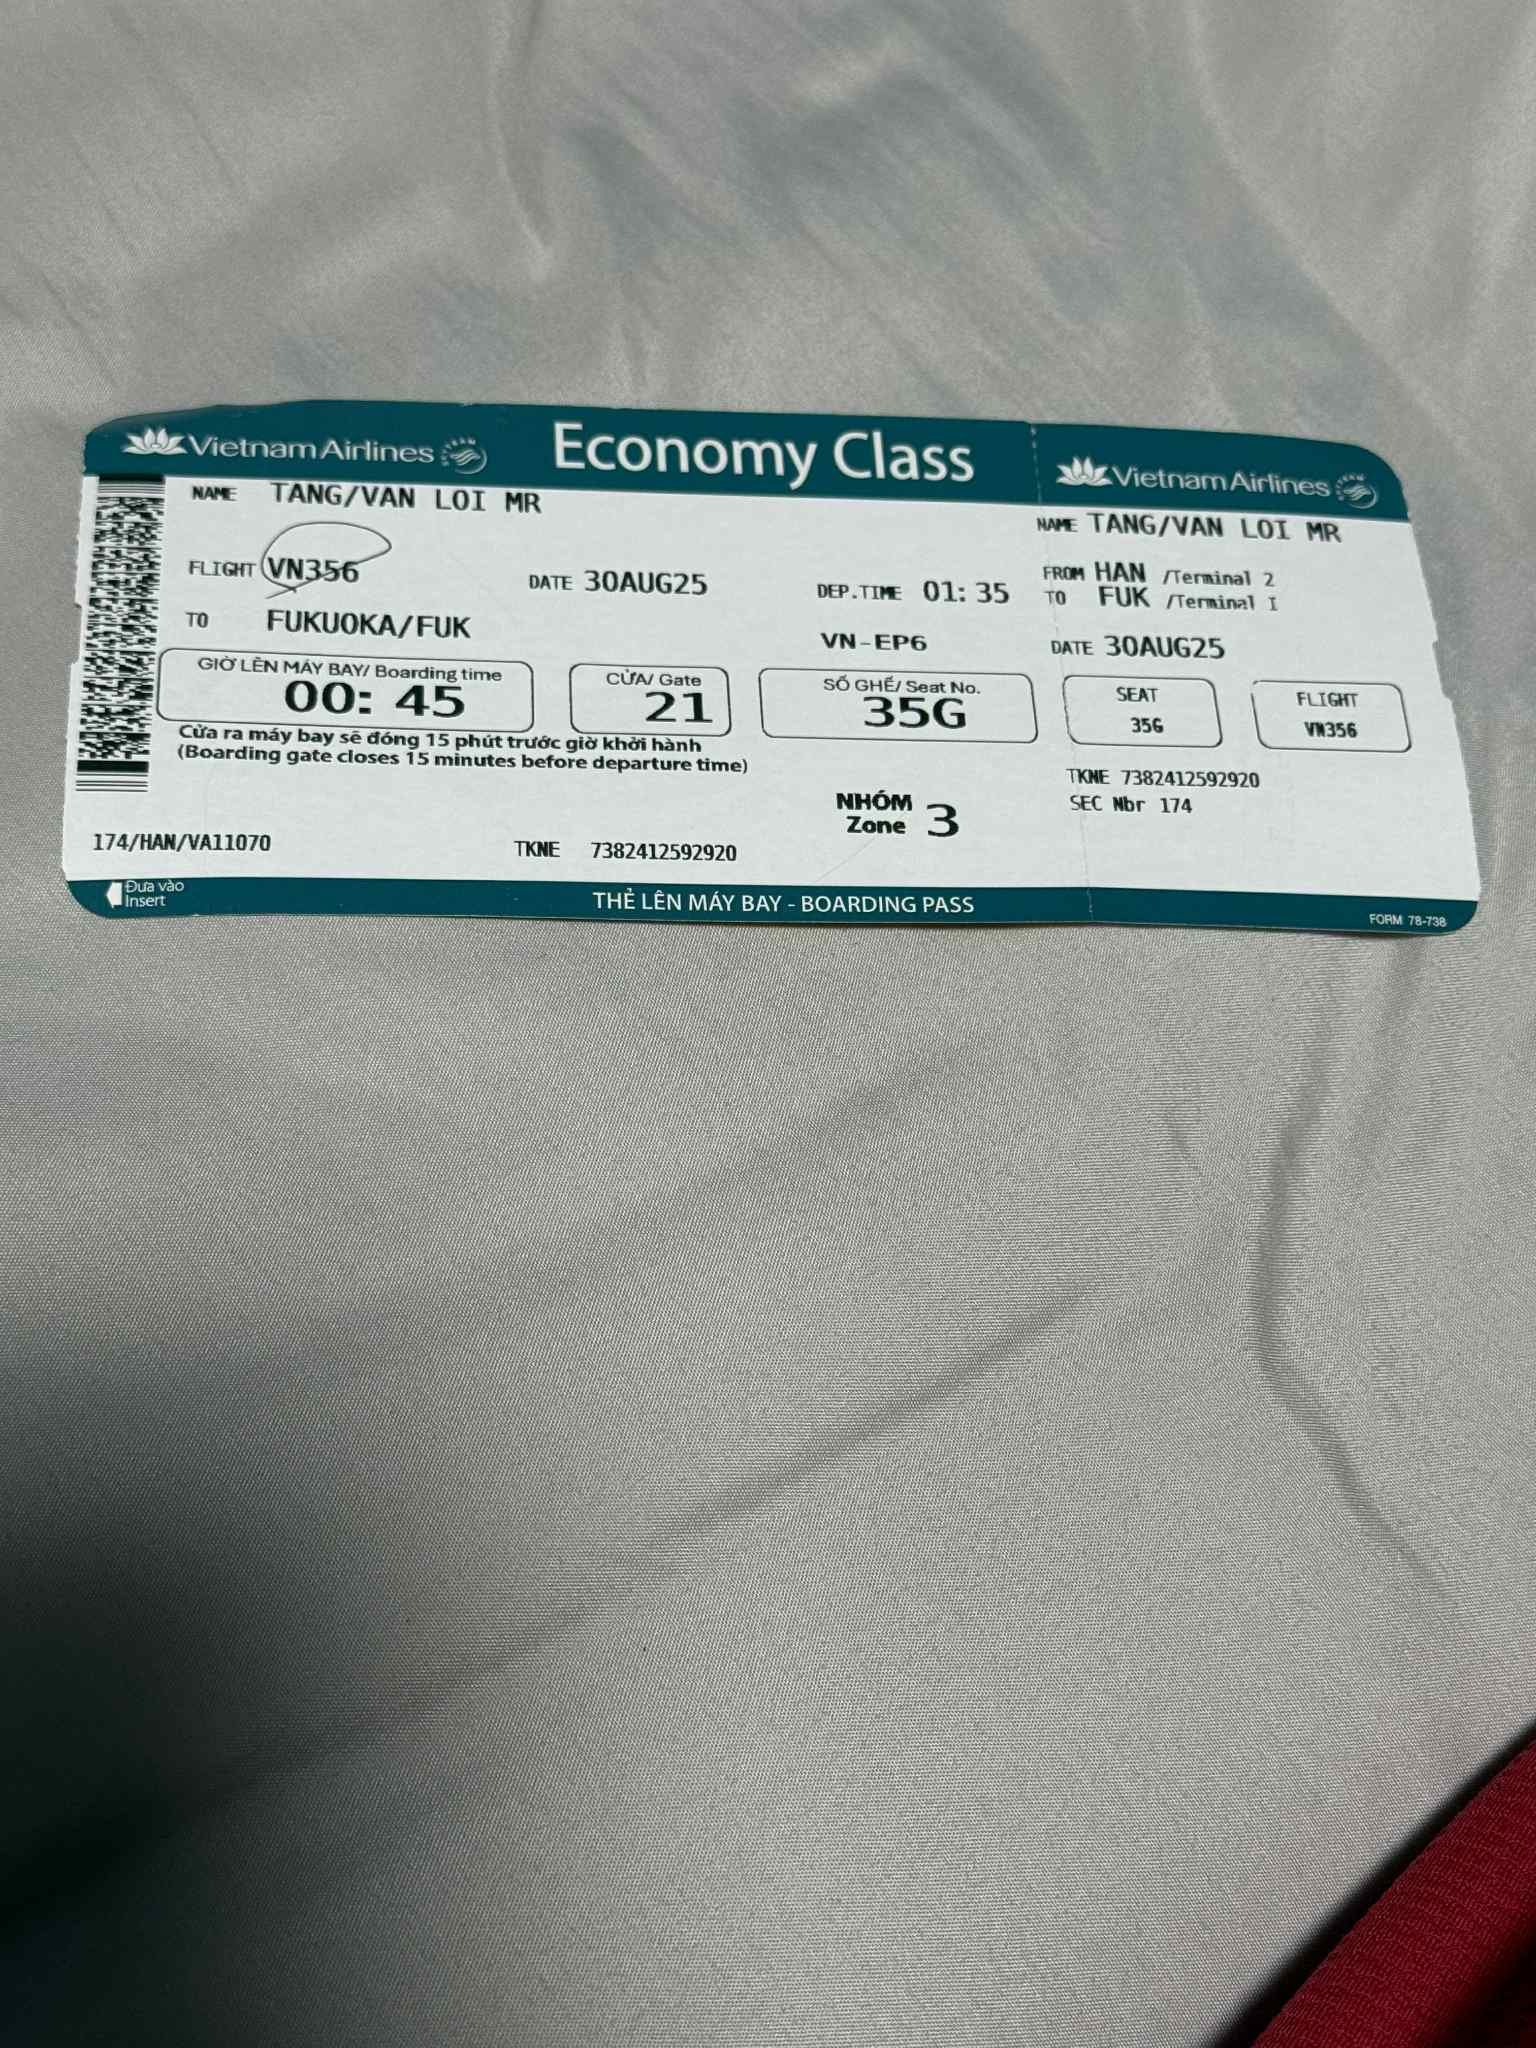 Vietnam Airlines SKYTEAM Economy Class
NAME TANG/VAN LOI MR
FLIGHT VN356 DATE 30AUG25 DEP.TIME 01: 35
TO FUKUOKA/FUK VN-EP6
GIỜ LÊN MÁY BAY/ Boarding time
00: 45
CỬA/ Gate
21
SỐ GHẾ/ Seat No.
35G
Cửa ra máy bay sẽ đóng 15 phút trước giờ khởi hành
(Boarding gate closes 15 minutes before departure time)
NHÓM
Zone 3
174/HAN/VA11070 TKNE 7382412592920
Đưa vào
Insert
THẺ LÊN MÁY BAY - BOARDING PASS
Vietnam Airlines
NAME TANG/VAN LOI MR
FROM HAN /Terminal 2
TO FUK /Terminal I
DATE 30AUG25
SEAT
35G
FLIGHT
VN356
TKNE 7382412592920
SEC Nbr 174
FORM 78-738